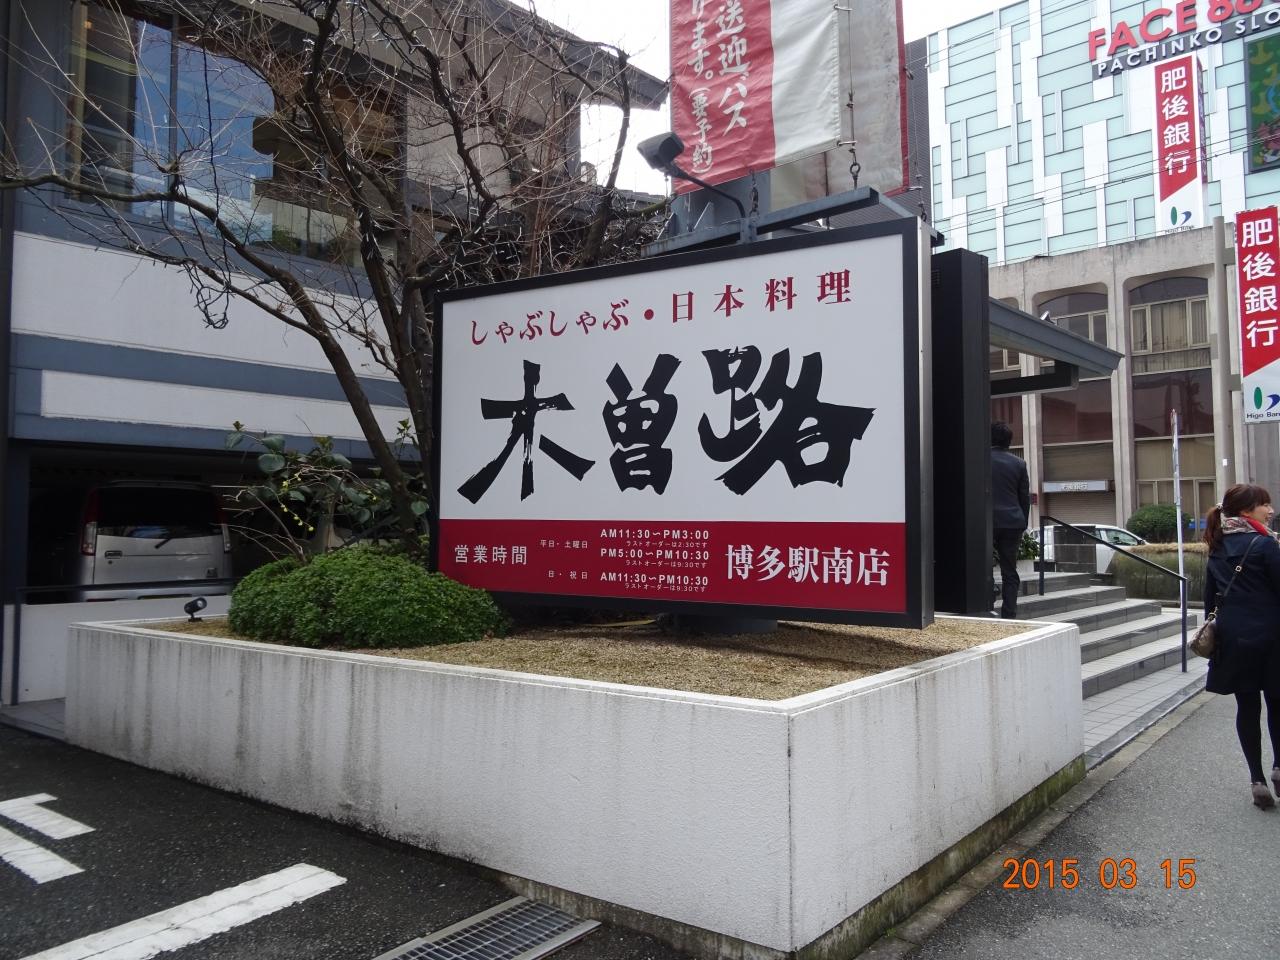 送迎バス
ります。(要予約)
FACE
PACHINKO SLO
肥後銀行
肥後銀行
Higo Ban
しゃぶしゃぶ・日本料理
木曽路
営業時間
平日・土曜日
AM11:30〜PM3:00
ラストオーダーは2:30です
PM5:00〜PM10:30
ラストオーダーは9:30です
日・祝日
AM11:30〜PM10:30
ラストオーダーは9:30です
博多駅南店
2015 03 15